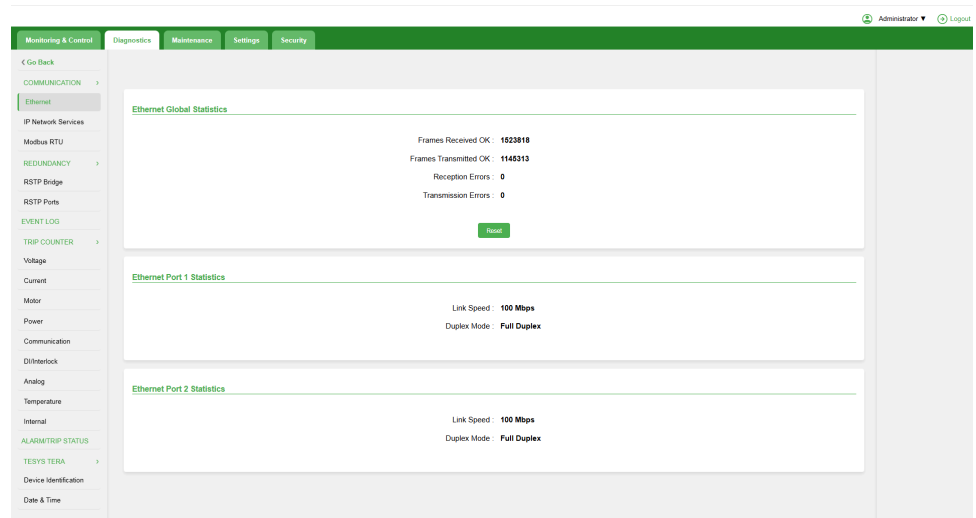 Administrator ▼ Logout
Monitoring & Control Diagnostics Maintenance Settings Security
< Go Back
COMMUNICATION >
Ethernet
IP Network Services
Modbus RTU
REDUNDANCY >
RSTP Bridge
RSTP Ports
EVENT LOG
TRIP COUNTER >
Voltage
Current
Motor
Power
Communication
DI/Interlock
Analog
Temperature
Internal
ALARM/TRIP STATUS
TESYS TERA >
Device Identification
Date & Time
Ethernet Global Statistics
Frames Received OK : 1523818
Frames Transmitted OK : 1145313
Reception Errors : 0
Transmission Errors : 0
Reset
Ethernet Port 1 Statistics
Link Speed : 100 Mbps
Duplex Mode : Full Duplex
Ethernet Port 2 Statistics
Link Speed : 100 Mbps
Duplex Mode : Full Duplex